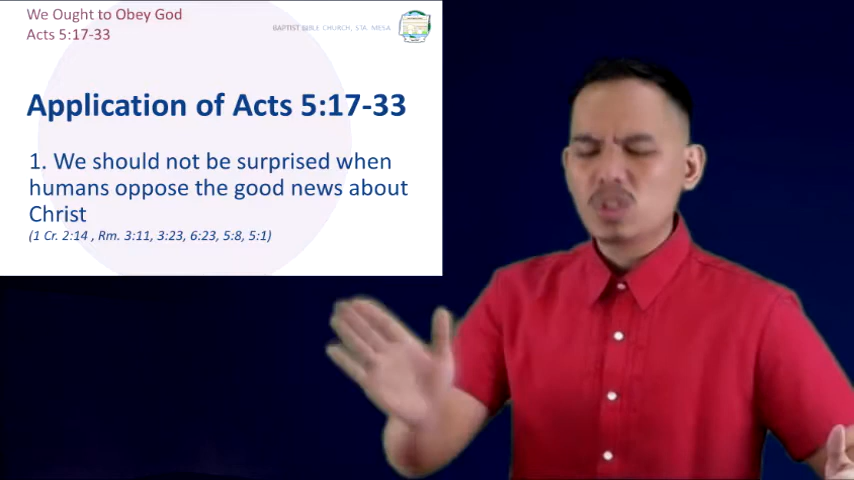 We Ought to Obey God
Acts 5:17-33
BAPTIST BIBLE CHURCH, STA. MESA
Application of Acts 5:17-33
1. We should not be surprised when
humans oppose the good news about
Christ
(1 Cr. 2:14 , Rm. 3:11, 3:23, 6:23, 5:8, 5:1)